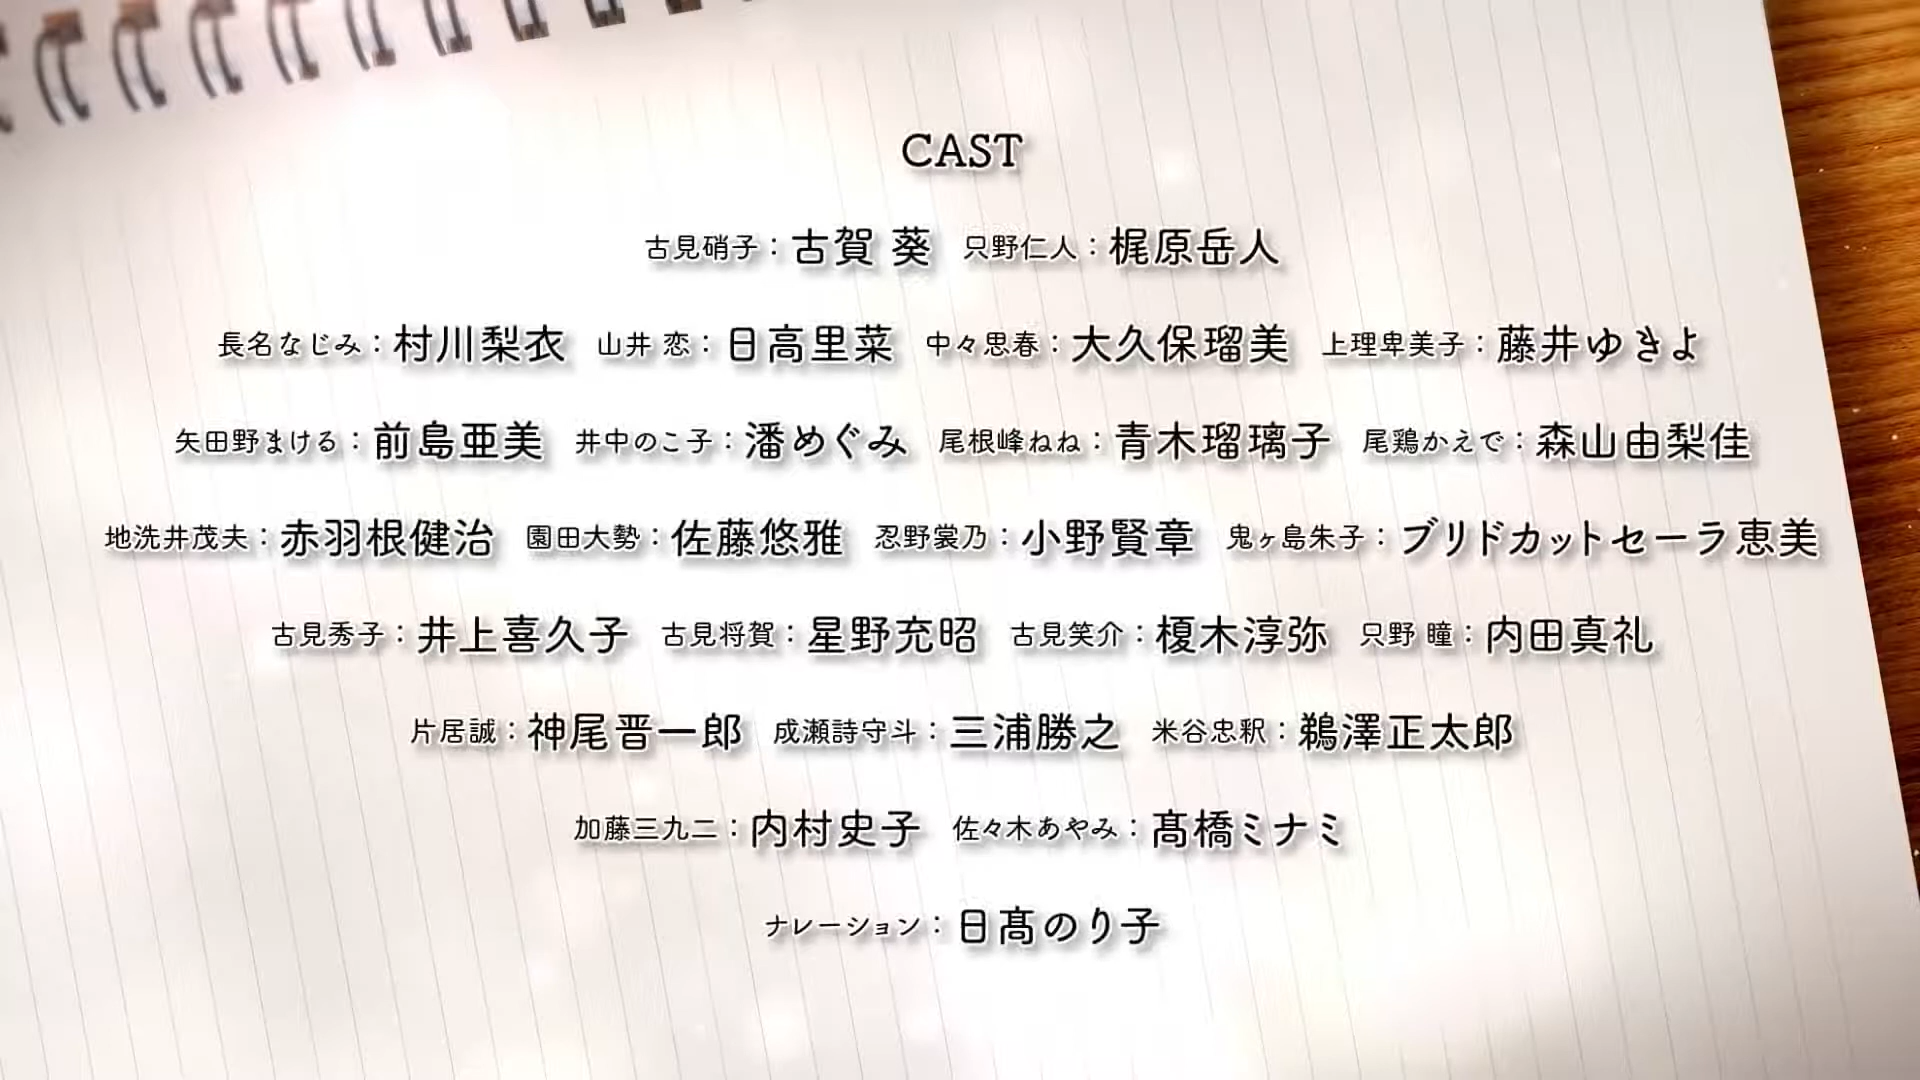 CAST
古見硝子：古賀 葵 只野仁人：梶原岳人
長名なじみ：村川梨衣 山井 恋：日高里菜 中々思春：大久保瑠美 上理卑美子：藤井ゆきよ
矢田野まける：前島亜美 井中のこ子：潘めぐみ 尾根峰ねね：青木瑠璃子 尾鶏かえで：森山由梨佳
地洗井茂夫：赤羽根健治 園田大勢：佐藤悠雅 忍野裳乃：小野賢章 鬼ヶ島朱子：ブリドカットセーラ恵美
古見秀子：井上喜久子 古見将賀：星野充昭 古見笑介：榎木淳弥 只野 瞳：内田真礼
片居誠：神尾晋一郎 成瀬詩守斗：三浦勝之 米谷忠釈：鵜澤正太郎
加藤三九二：内村史子 佐々木あやみ：髙橋ミナミ
ナレーション：日髙のり子